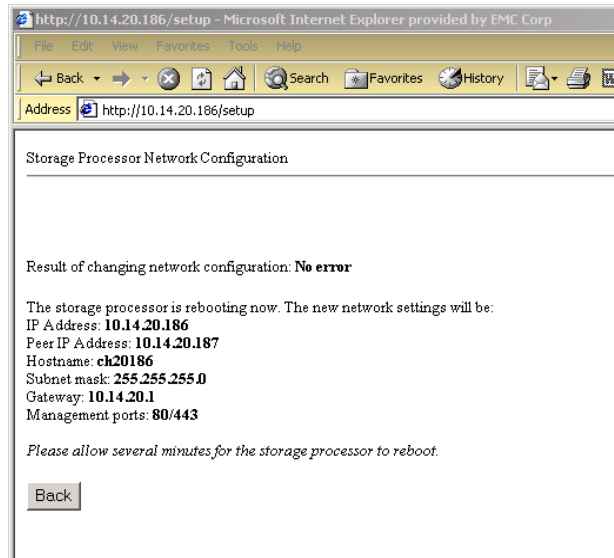 http://10.14.20.186/setup - Microsoft Internet Explorer provided by EMC Corp
File Edit View Favorites Tools Help
Back Search Favorites History
Address http://10.14.20.186/setup
Storage Processor Network Configuration
Result of changing network configuration: No error
The storage processor is rebooting now. The new network settings will be:
IP Address: 10.14.20.186
Peer IP Address: 10.14.20.187
Hostname: ch20186
Subnet mask: 255.255.255.0
Gateway: 10.14.20.1
Management ports: 80/443
Please allow several minutes for the storage processor to reboot.
Back